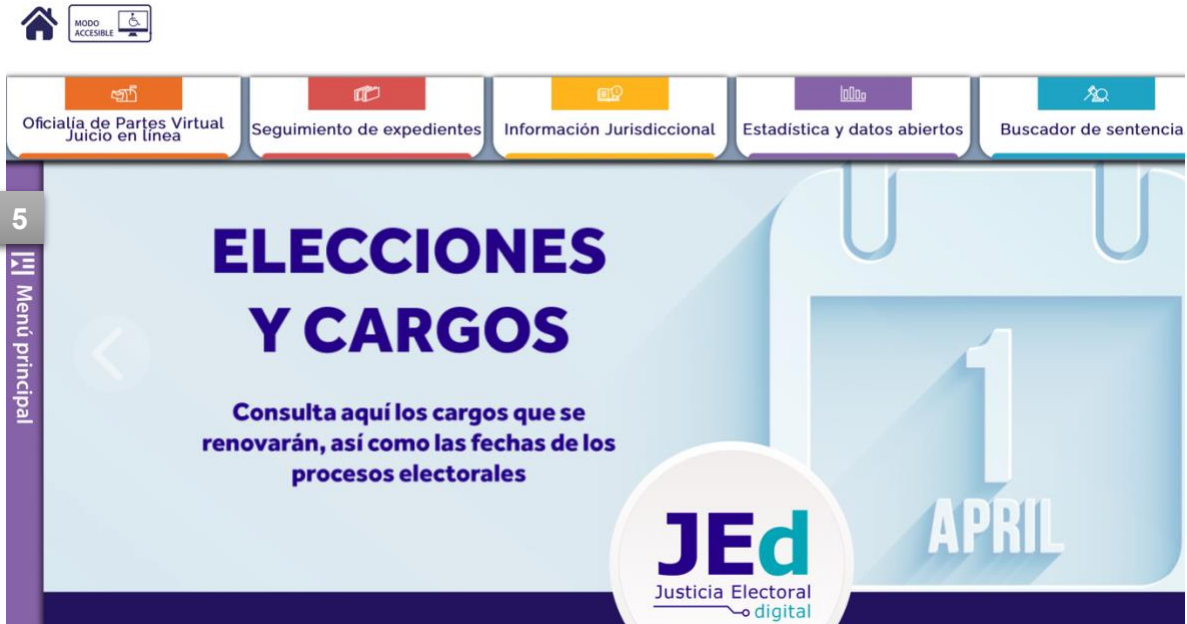 MODO
ACCESIBLE
Oficialía de Partes Virtual
Juicio en línea
Seguimiento de expedientes
Información Jurisdiccional
Estadística y datos abiertos
Buscador de sentencia
5
Menú principal
ELECCIONES
Y CARGOS
Consulta aquí los cargos que se
renovarán, así como las fechas de los
procesos electorales
1
APRIL
JEd
Justicia Electoral
digital